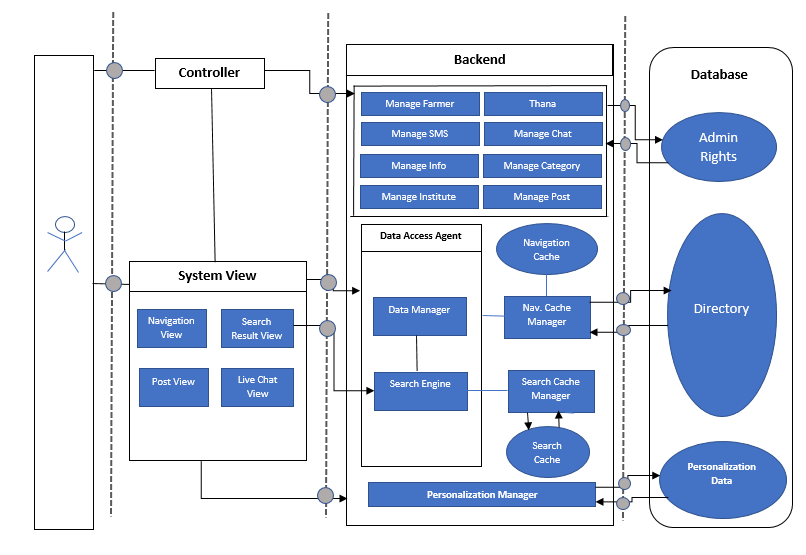 Controller
Backend
Database
Manage Farmer
Thana
Manage SMS
Manage Chat
Manage Info
Manage Category
Manage Institute
Manage Post
Admin
Rights
System View
Navigation
View
Search
Result View
Post View
Live Chat
View
Data Access Agent
Navigation
Cache
Data Manager
Nav. Cache
Manager
Directory
Search Engine
Search Cache
Manager
Search
Cache
Personalization Manager
Personalization
Data